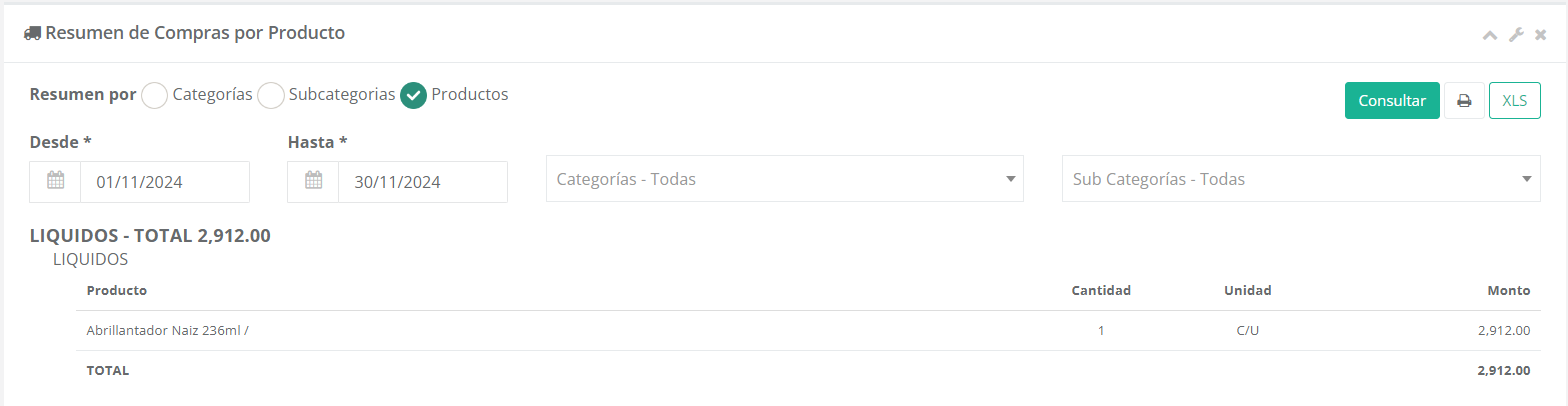 Resumen de Compras por Producto
Resumen por Categorías Subcategorias Productos
Consultar XLS
Desde * Hasta *
01/11/2024 30/11/2024 Categorías - Todas Sub Categorías - Todas
LIQUIDOS - TOTAL 2,912.00
LIQUIDOS
Producto Cantidad Unidad Monto
Abrillantador Naiz 236ml / 1 C/U 2,912.00
TOTAL 2,912.00